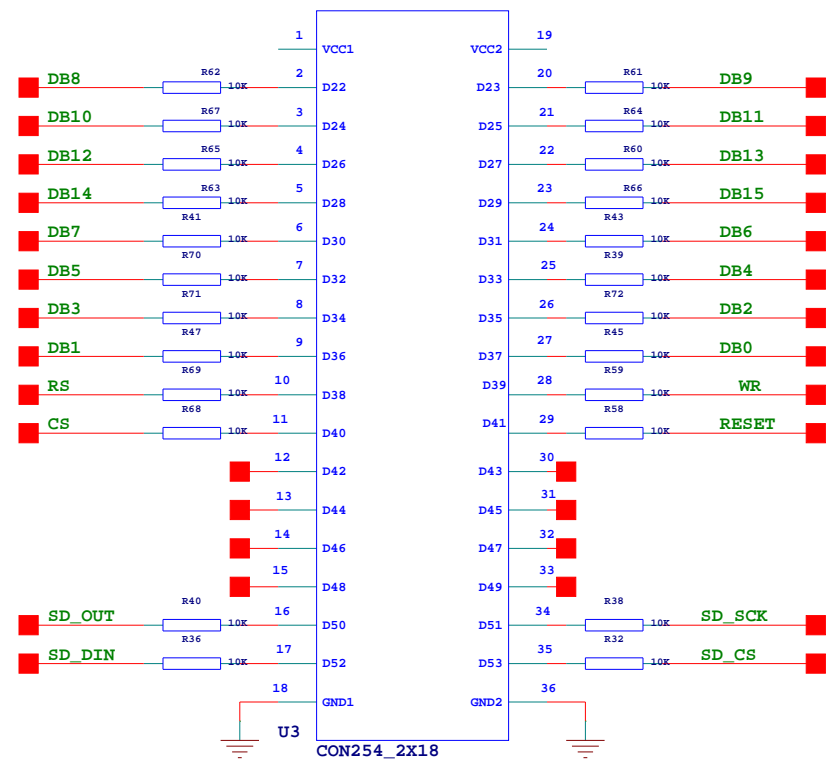 1 VCC1 VCC2 19
DB8 R62 10K 2 D22 D23 20 R61 10K DB9
DB10 R67 10K 3 D24 D25 21 R64 10K DB11
DB12 R65 10K 4 D26 D27 22 R60 10K DB13
DB14 R63 10K 5 D28 D29 23 R66 10K DB15
DB7 R41 10K 6 D30 D31 24 R43 10K DB6
DB5 R70 10K 7 D32 D33 25 R39 10K DB4
DB3 R71 10K 8 D34 D35 26 R72 10K DB2
DB1 R47 10K 9 D36 D37 27 R45 10K DB0
RS R69 10K 10 D38 D39 28 R59 10K WR
CS R68 10K 11 D40 D41 29 R58 10K RESET
12 D42 D43 30
13 D44 D45 31
14 D46 D47 32
15 D48 D49 33
SD_OUT R40 10K 16 D50 D51 34 R38 10K SD_SCK
SD_DIN R36 10K 17 D52 D53 35 R32 10K SD_CS
18 GND1 GND2 36
U3
CON254_2X18